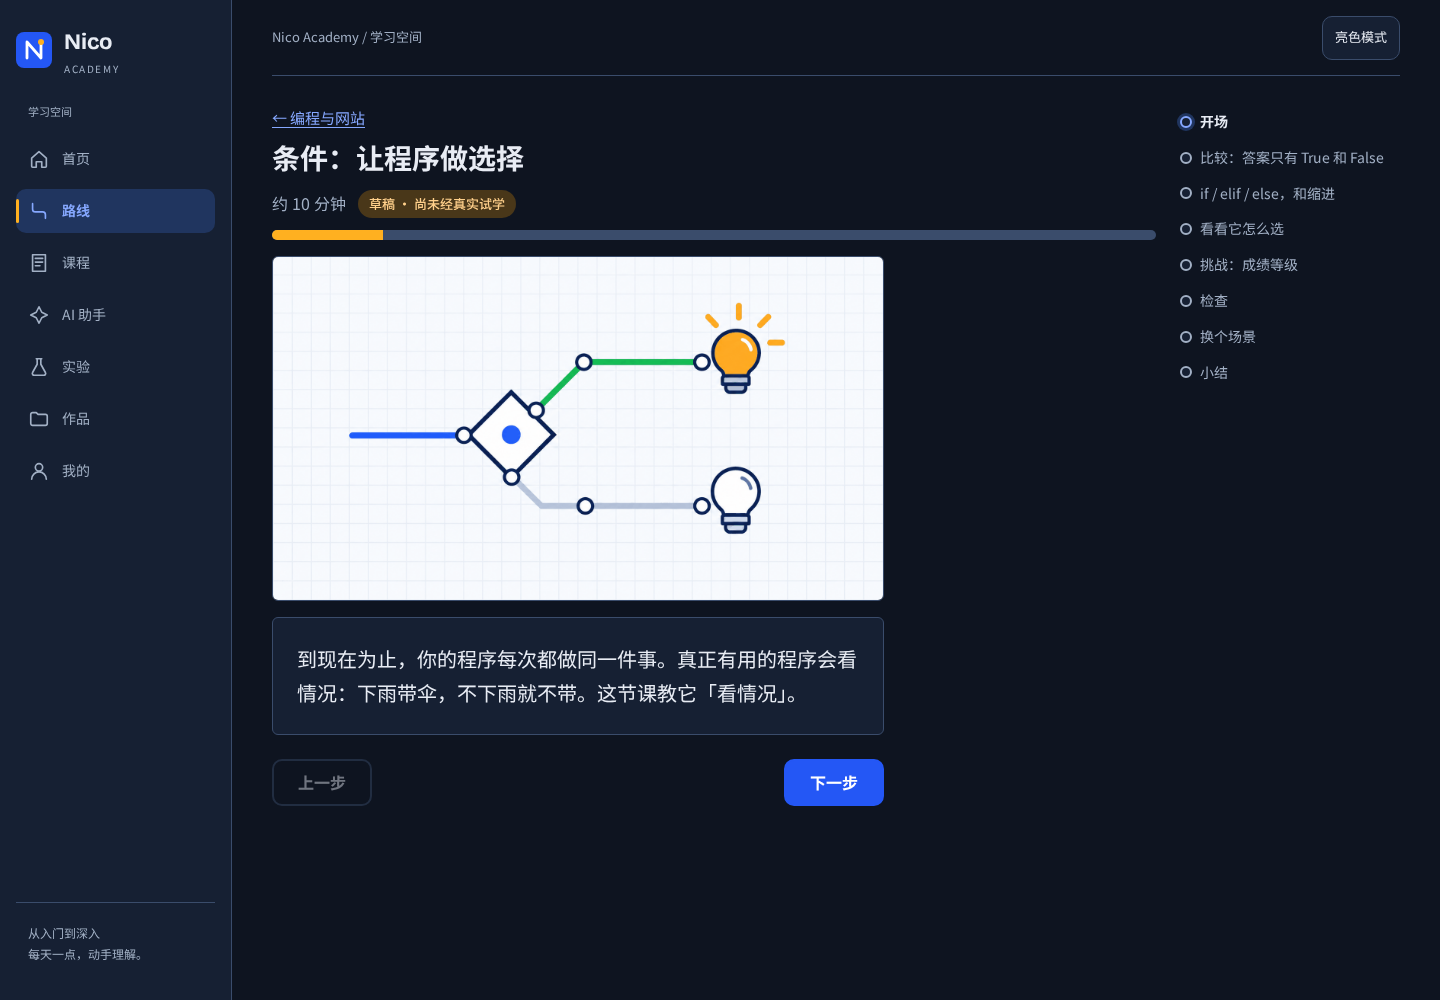 Nico
ACADEMY
学习空间
首页
路线
课程
AI 助手
实验
作品
我的
从入门到深入
每天一点，动手理解。
Nico Academy / 学习空间
亮色模式
← 编程与网站
条件：让程序做选择
约 10 分钟
草稿 · 尚未经真实试学
到现在为止，你的程序每次都做同一件事。真正有用的程序会看
情况：下雨带伞，不下雨就不带。这节课教它「看情况」。
上一步
下一步
开场
比较：答案只有 True 和 False
if / elif / else，和缩进
看看它怎么选
挑战：成绩等级
检查
换个场景
小结